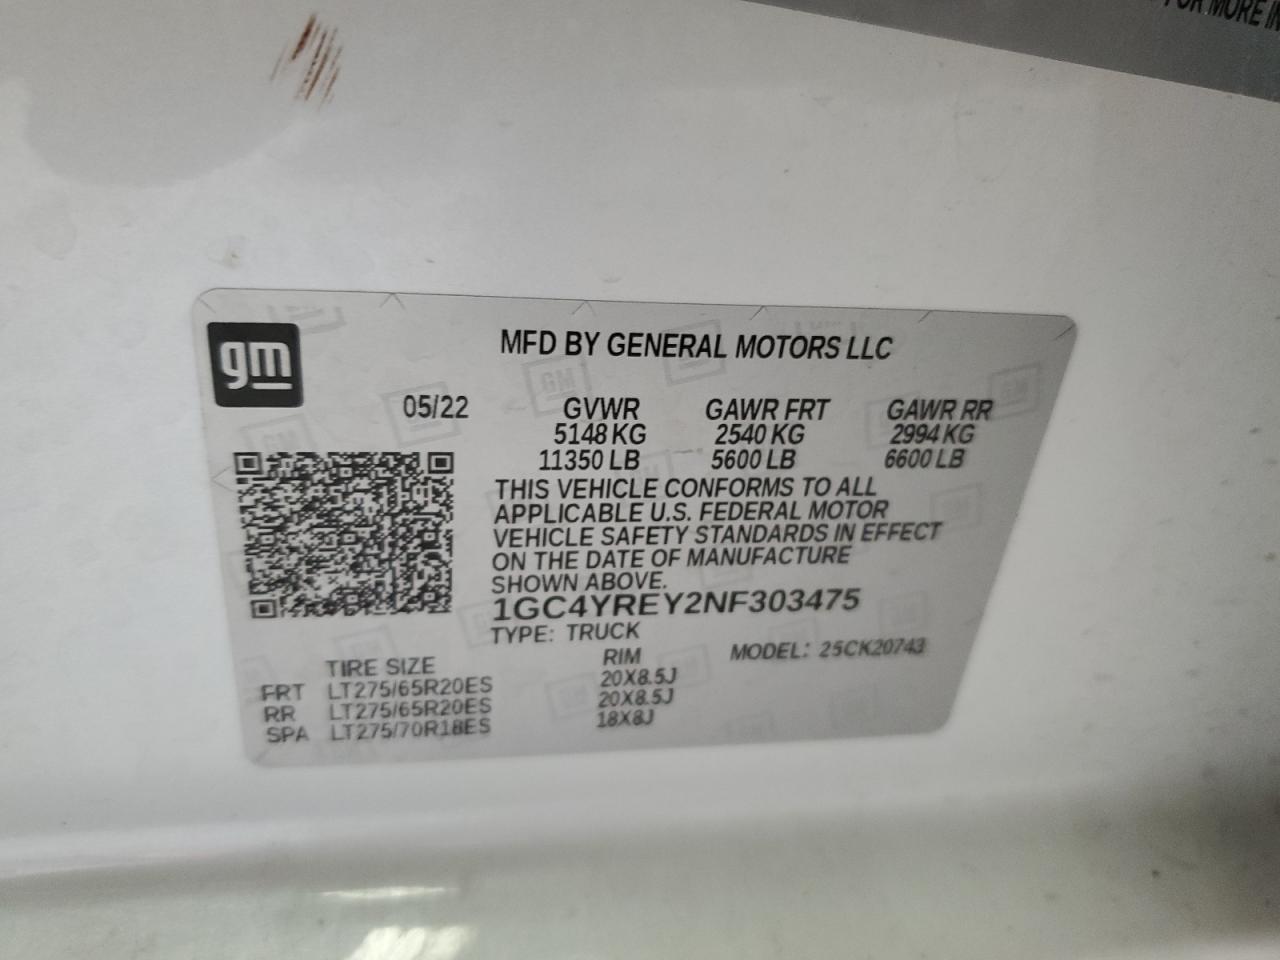 FOR MORE IN
gm
MFD BY GENERAL MOTORS LLC
05/22 GVWR GAWR FRT GAWR RR
5148 KG 2540 KG 2994 KG
11350 LB 5600 LB 6600 LB
THIS VEHICLE CONFORMS TO ALL
APPLICABLE U.S. FEDERAL MOTOR
VEHICLE SAFETY STANDARDS IN EFFECT
ON THE DATE OF MANUFACTURE
SHOWN ABOVE.
1GC4YREY2NF303475
TYPE: TRUCK MODEL: 25CK20743
TIRE SIZE RIM
FRT LT275/65R20ES 20X8.5J
RR LT275/65R20ES 20X8.5J
SPA LT275/70R18ES 18X8J